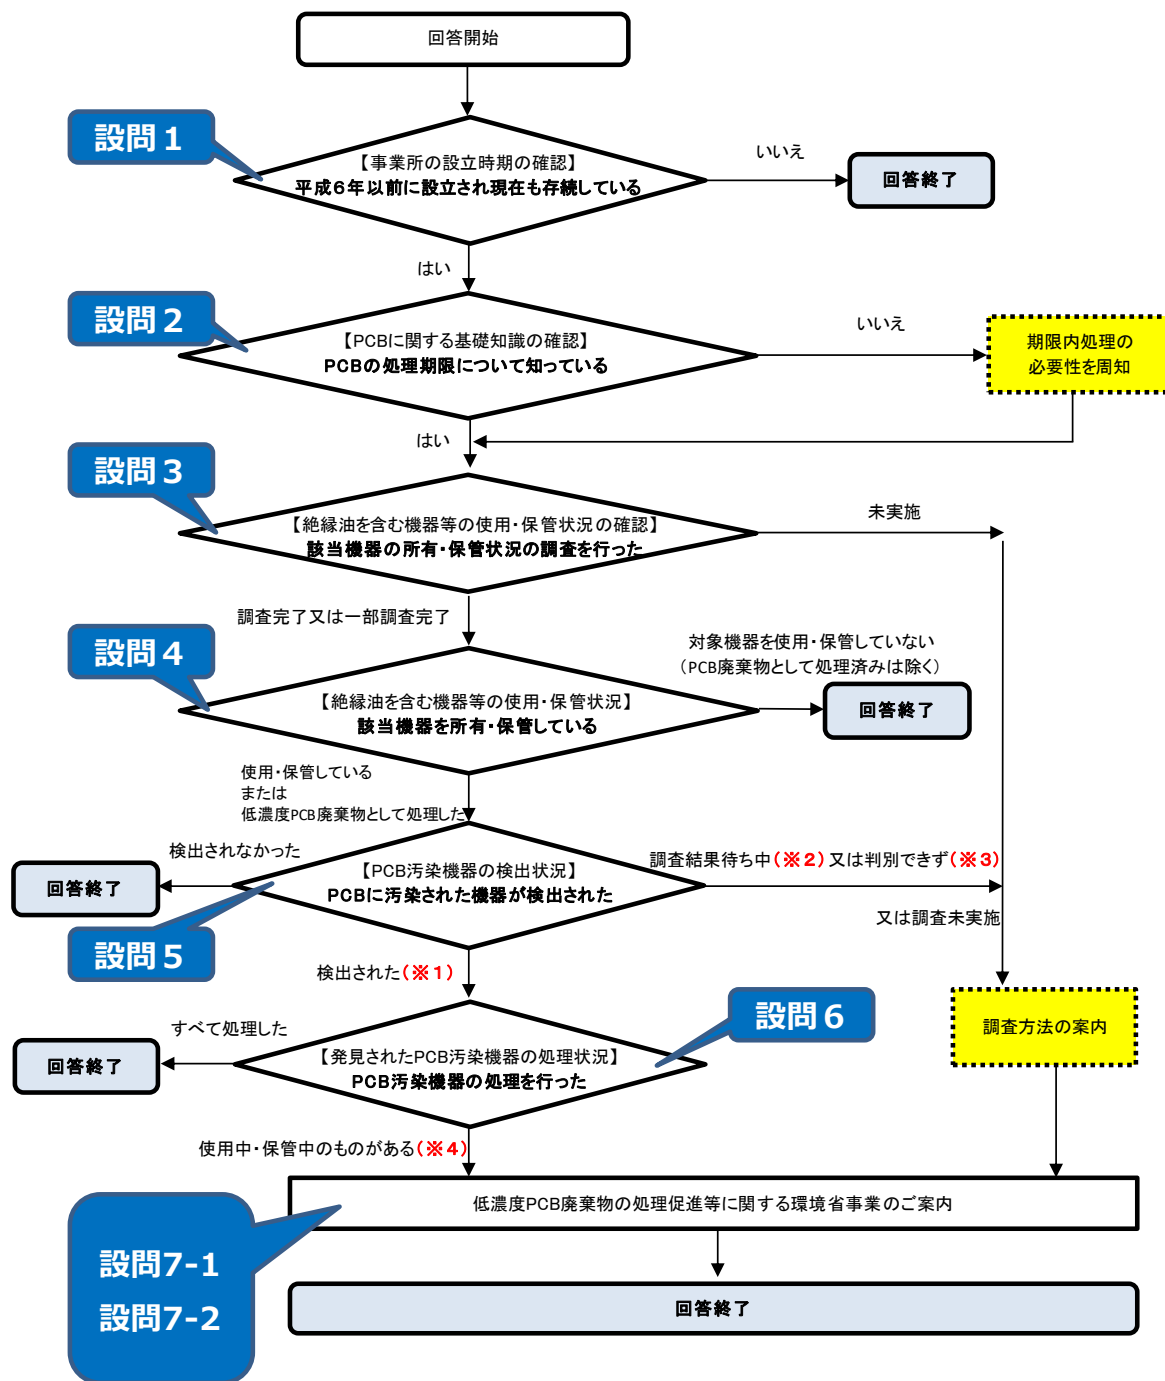 回答開始
設問１
【事業所の設立時期の確認】
平成６年以前に設立され現在も存続している
いいえ
回答終了
はい
設問２
【PCBに関する基礎知識の確認】
PCBの処理期限について知っている
いいえ
期限内処理の
必要性を周知
はい
設問３
【絶縁油を含む機器等の使用・保管状況の確認】
該当機器の所有・保管状況の調査を行った
未実施
調査完了又は一部調査完了
設問４
【絶縁油を含む機器等の使用・保管状況】
該当機器を所有・保管している
対象機器を使用・保管していない
（PCB廃棄物として処理済みは除く）
回答終了
使用・保管している
または
低濃度PCB廃棄物として処理した
検出されなかった
回答終了
【PCB汚染機器の検出状況】
PCBに汚染された機器が検出された
調査結果待ち中（※２）又は判別できず（※３）
又は調査未実施
設問５
検出された（※１）
設問６
すべて処理した
回答終了
【発見されたPCB汚染機器の処理状況】
PCB汚染機器の処理を行った
調査方法の案内
使用中・保管中のものがある（※４）
低濃度PCB廃棄物の処理促進等に関する環境省事業のご案内
設問7-1
設問7-2
回答終了